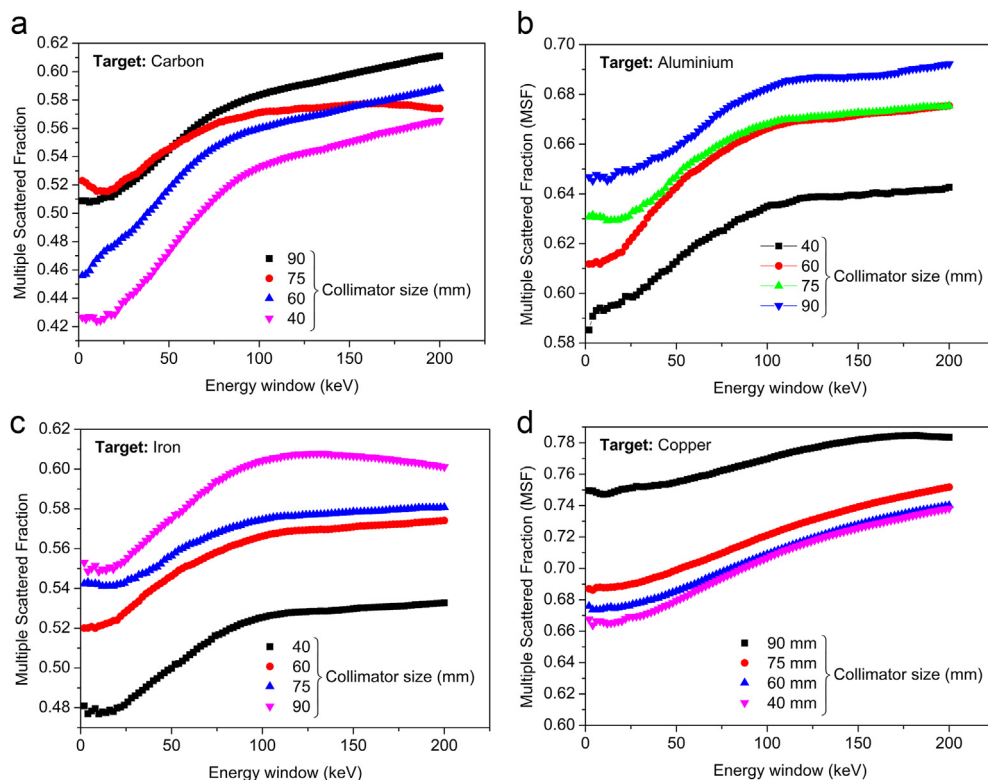 a
Target: Carbon
Multiple Scattered Fraction
0.60
0.58
0.56
0.54
0.52
0.50
0.48
0.46
0.44
0.42
90
75
60
40
Collimator size (mm)
0
50
100
150
200
Energy window (keV)
b
Target: Aluminium
Multiple Scattered Fraction (MSF)
0.70
0.68
0.66
0.64
0.62
0.60
0.58
40
60
75
90
Collimator size (mm)
0
50
100
150
200
Energy window (keV)
c
Target: Iron
Multiple Scattered Fraction
0.62
0.60
0.58
0.56
0.54
0.52
0.50
0.48
40
60
75
90
Collimator size (mm)
0
50
100
150
200
Energy window (keV)
d
Target: Copper
Multiple Scattered Fraction (MSF)
0.78
0.76
0.74
0.72
0.70
0.68
0.66
0.64
0.62
0.60
90 mm
75 mm
60 mm
40 mm
Collimator size (mm)
0
50
100
150
200
Energy window (keV)